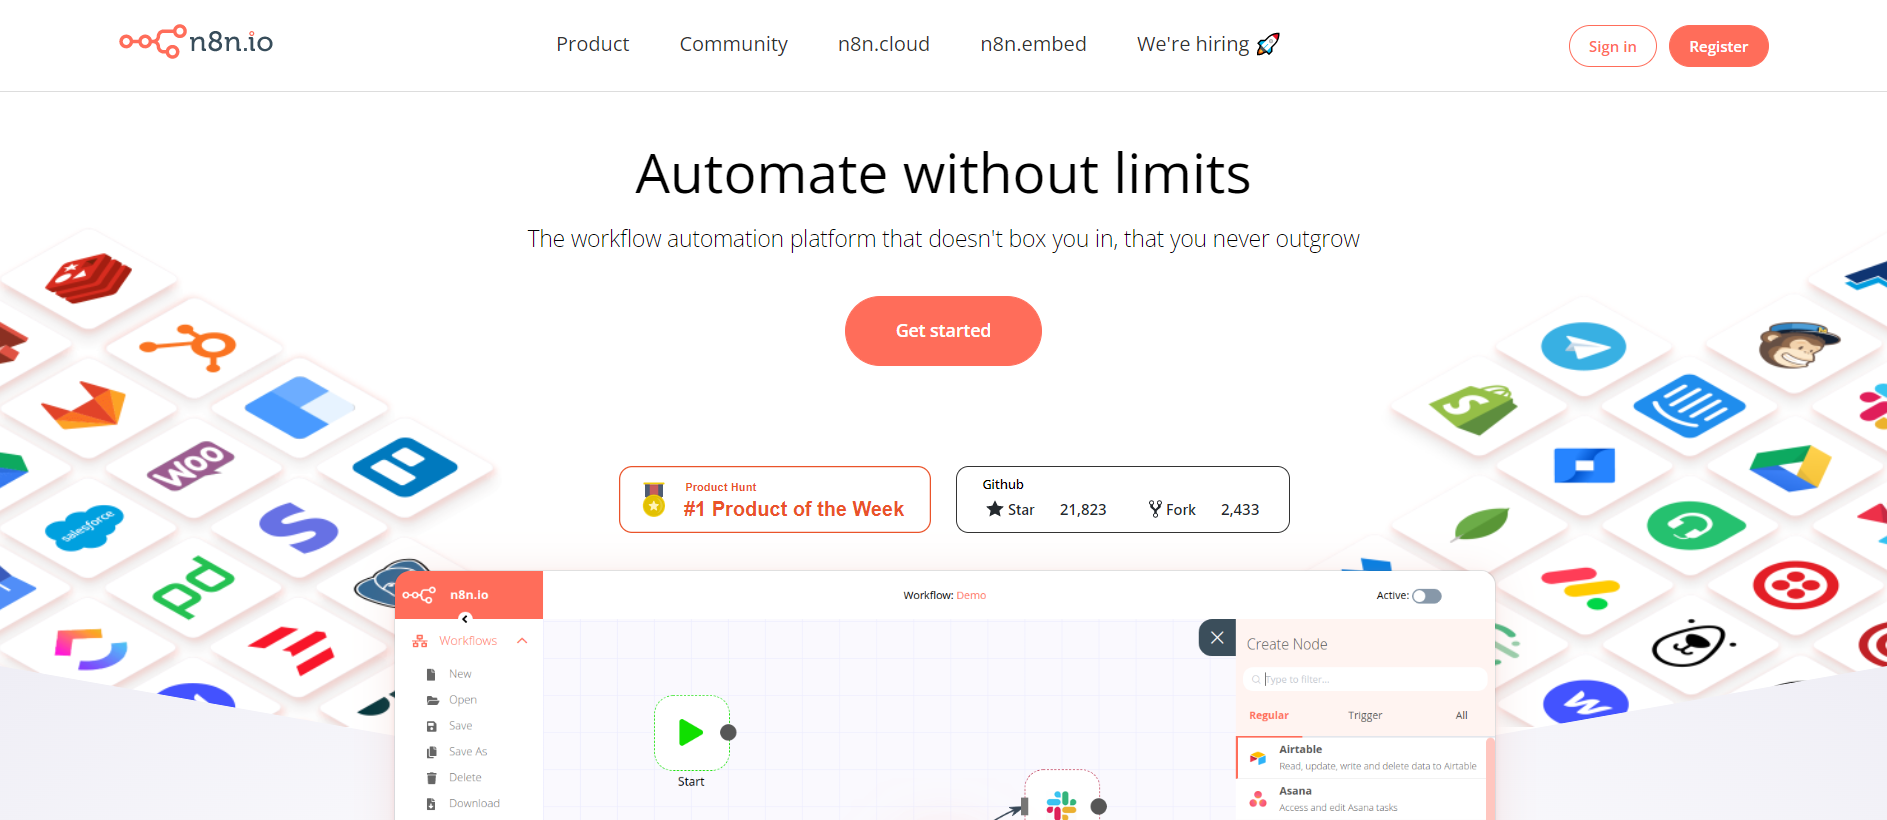 n8n.io
Product
Community
n8n.cloud
n8n.embed
We're hiring 🚀
Sign in
Register
Automate without limits
The workflow automation platform that doesn't box you in, that you never outgrow
Get started
Product Hunt
#1 Product of the Week
Github
Star 21,823
Fork 2,433
WOO
salesforce
n8n.io
Workflow: Demo
Active:
Workflows
New
Open
Save
Save As
Delete
Download
Start
Create Node
Type to filter...
Regular
Trigger
All
Airtable
Read, update, write and delete data to Airtable
Asana
Access and edit Asana tasks